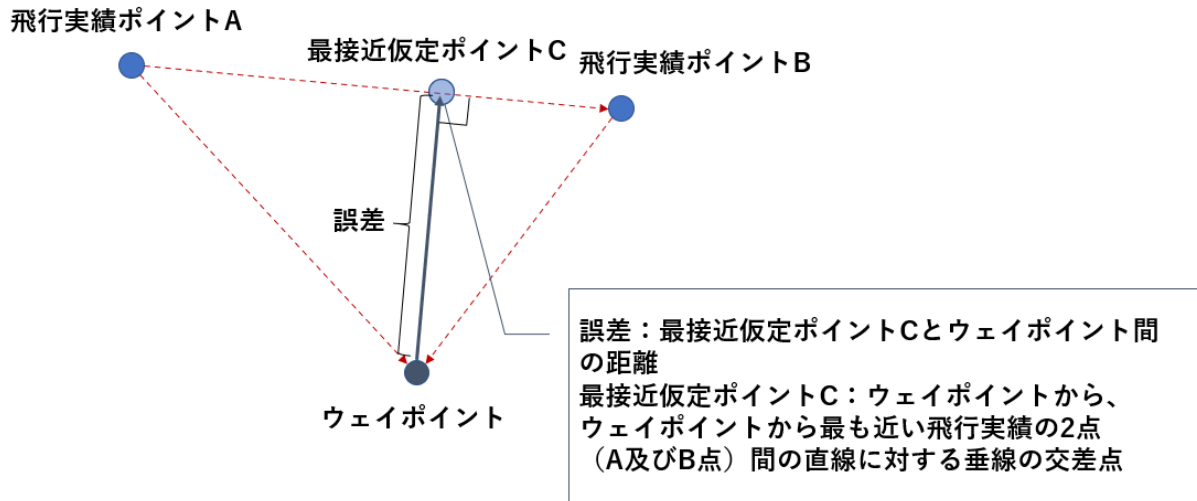 飛行実績ポイントA
最接近仮定ポイントC
飛行実績ポイントB
誤差
ウェイポイント
誤差：最接近仮定ポイントCとウェイポイント間
の距離
最接近仮定ポイントC：ウェイポイントから、
ウェイポイントから最も近い飛行実績の2点
（A及びB点）間の直線に対する垂線の交差点